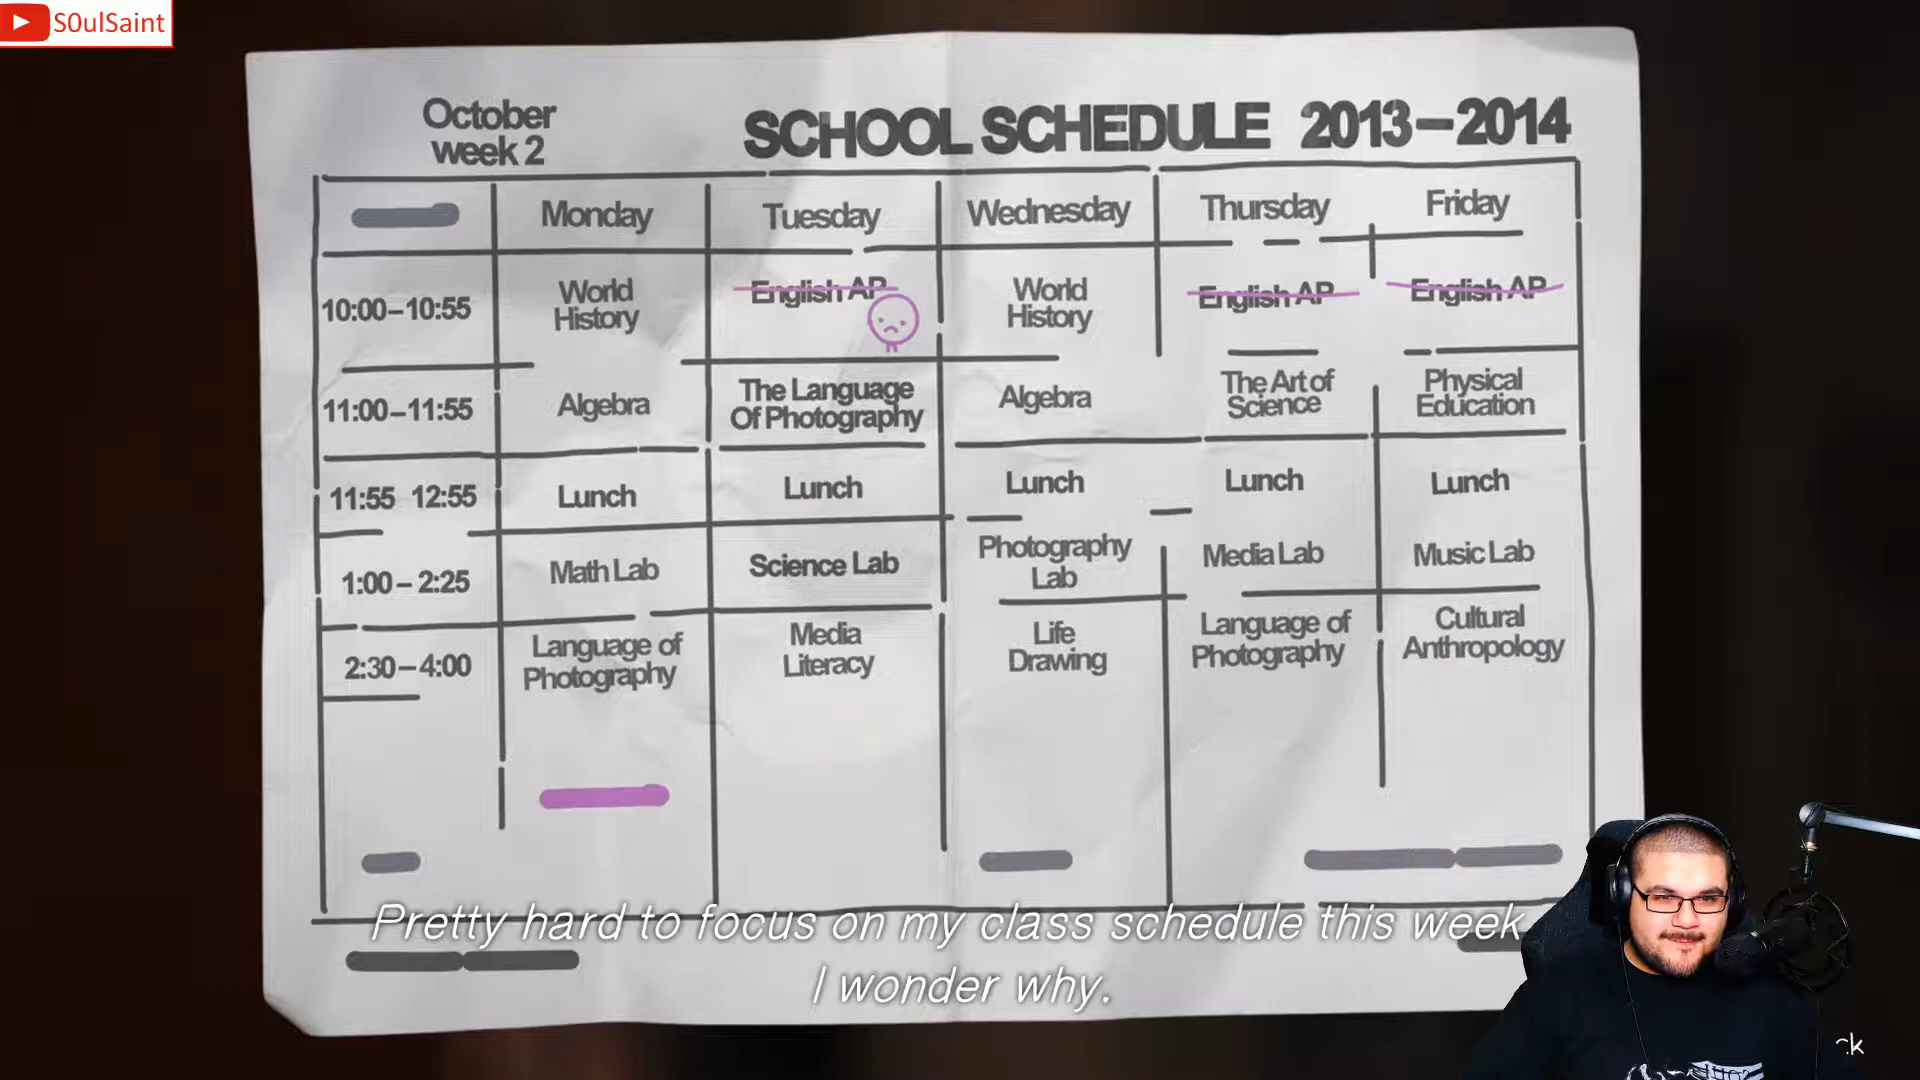 S0ulSaint
October
week 2
SCHOOL SCHEDULE 2013-2014
Monday
Tuesday
Wednesday
Thursday
Friday
10:00-10:55
World
History
English AP
World
History
English AP
English AP
11:00-11:55
Algebra
The Language
Of Photography
Algebra
The Art of
Science
Physical
Education
11:55 12:55
Lunch
Lunch
Lunch
Lunch
Lunch
1:00-2:25
Math Lab
Science Lab
Photography
Lab
Media Lab
Music Lab
2:30-4:00
Language of
Photography
Media
Literacy
Life
Drawing
Language of
Photography
Cultural
Anthropology
Pretty hard to focus on my class schedule this week
I wonder why.